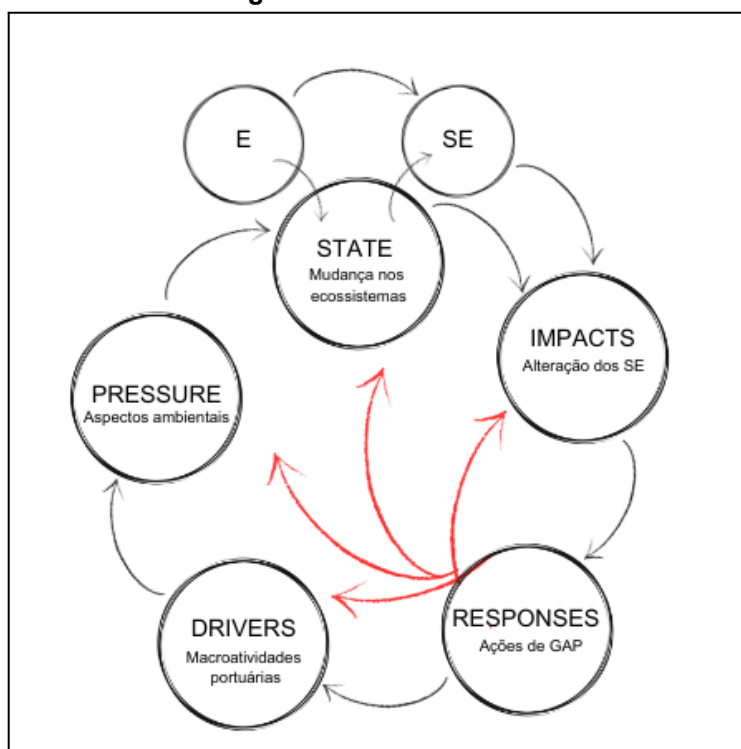 E
SE
STATE
Mudança nos
ecossistemas
IMPACTS
Alteração dos SE
PRESSURE
Aspectos ambientais
RESPONSES
Ações de GAP
DRIVERS
Macroatividades
portuárias